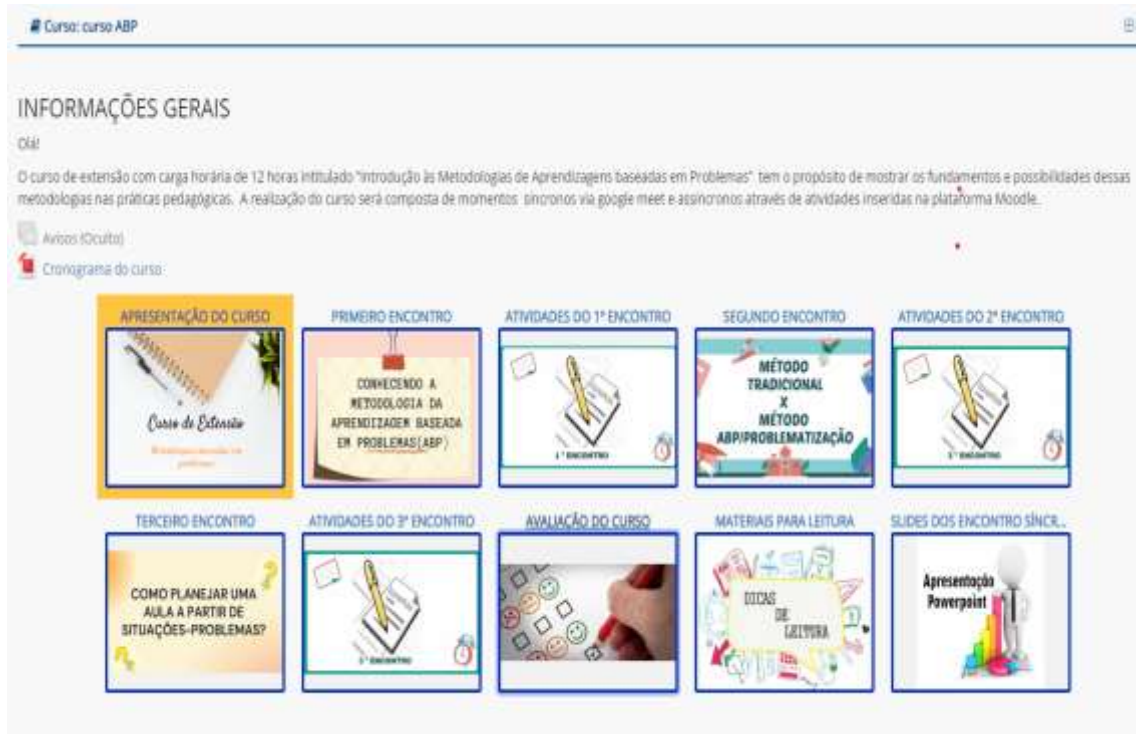 Curso: curso ABP
INFORMAÇÕES GERAIS
Olá!
O curso de extensão com carga horária de 12 horas intitulado "Introdução às Metodologias de Aprendizagens baseadas em Problemas" tem o propósito de mostrar os fundamentos e possibilidades dessas
metodologias nas práticas pedagógicas. A realização do curso será composta de momentos síncronos via google meet e assíncronos através de atividades inseridas na plataforma Moodle.
Avisos (Oculto)
Cronograma do curso
APRESENTAÇÃO DO CURSO
Curso de Extensão
PRIMEIRO ENCONTRO
CONHECENDO A
METODOLOGIA DA
APRENDIZAGEM BASEADA
EM PROBLEMAS(ABP)
ATIVIDADES DO 1º ENCONTRO
1º ENCONTRO
SEGUNDO ENCONTRO
MÉTODO
TRADICIONAL
X
MÉTODO
ABP/PROBLEMATIZAÇÃO
ATIVIDADES DO 2º ENCONTRO
ENCONTRO
TERCEIRO ENCONTRO
COMO PLANEJAR UMA
AULA A PARTIR DE
SITUAÇÕES-PROBLEMAS?
ATIVIDADES DO 3º ENCONTRO
ENCONTRO
AVALIAÇÃO DO CURSO
MATERIAIS PARA LEITURA
DICAS
DE
LEITURA
SLIDES DOS ENCONTRO SÍNCR...
Apresentação
Powerpoint